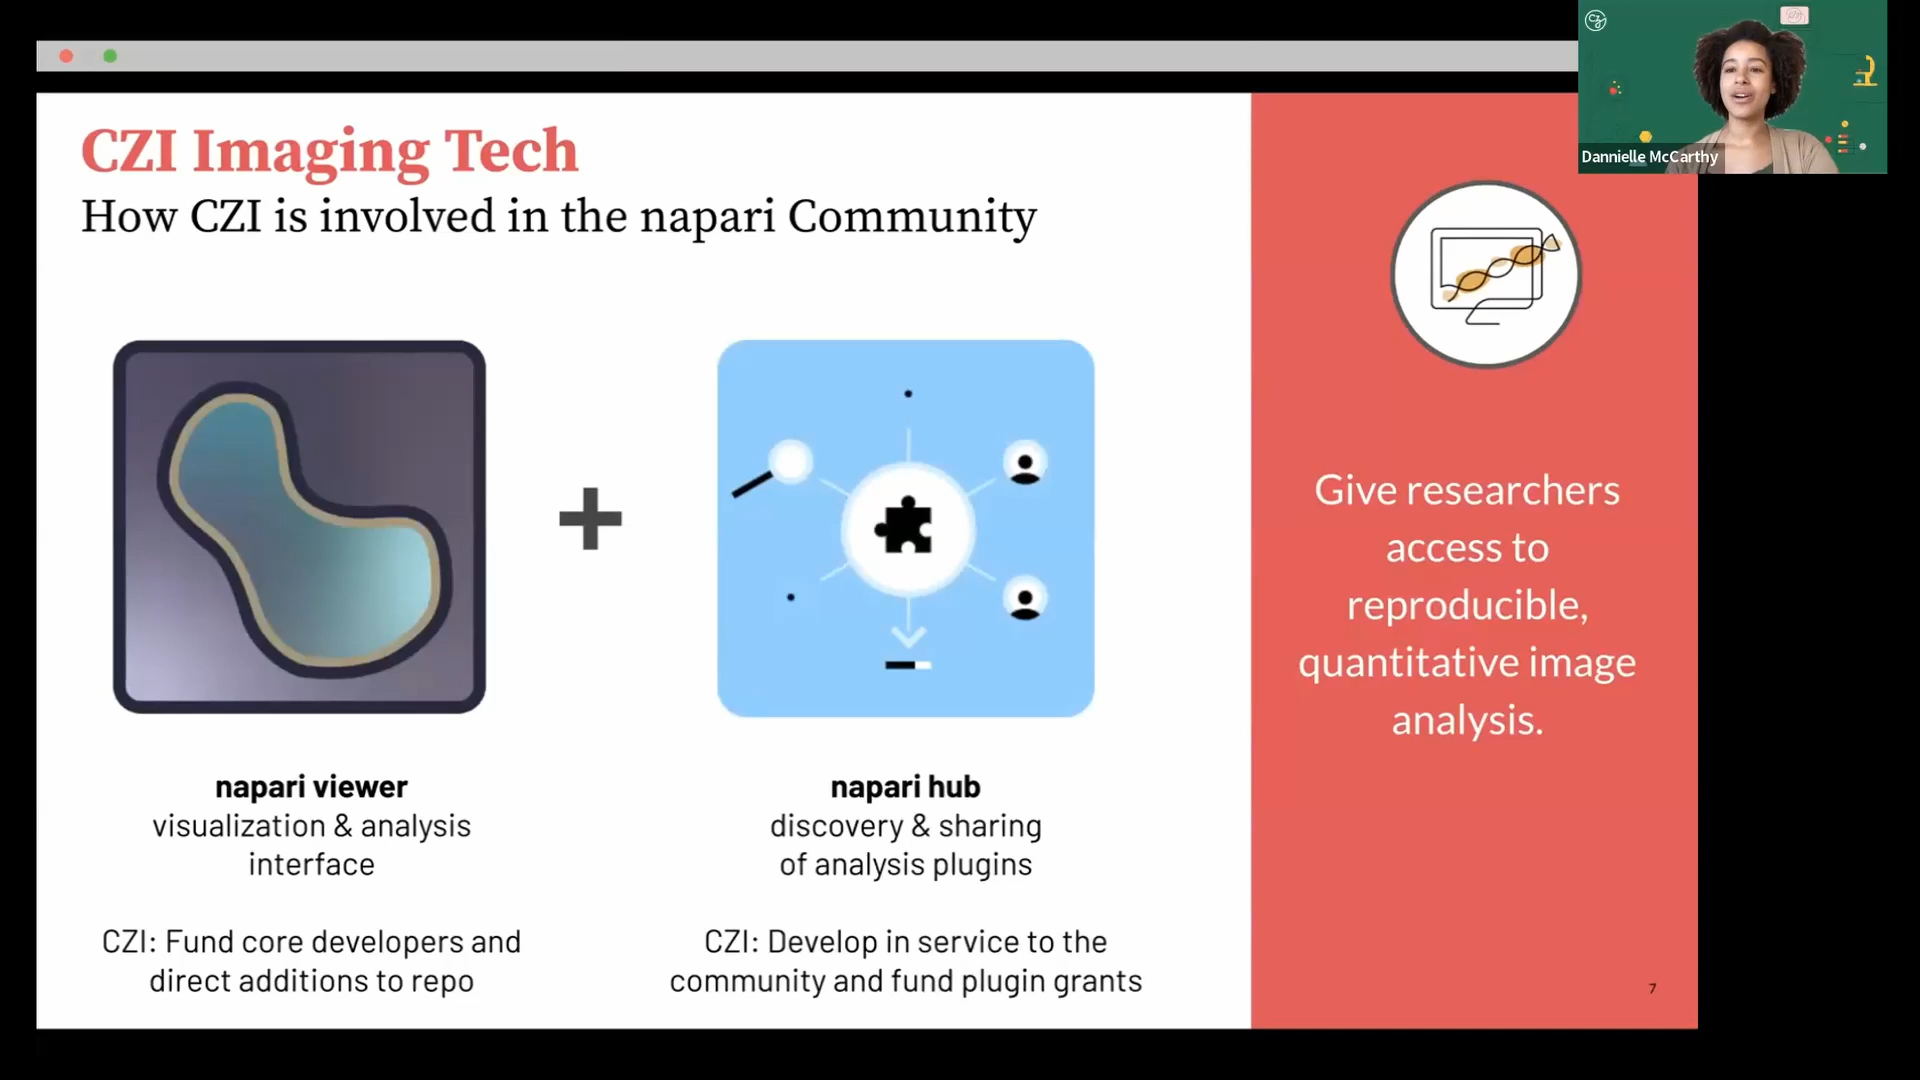 CZI Imaging Tech
How CZI is involved in the napari Community
napari viewer
visualization & analysis
interface
CZI: Fund core developers and
direct additions to repo
napari hub
discovery & sharing
of analysis plugins
CZI: Develop in service to the
community and fund plugin grants
Give researchers
access to
reproducible,
quantitative image
analysis.
7
CZ
Dannielle McCarthy